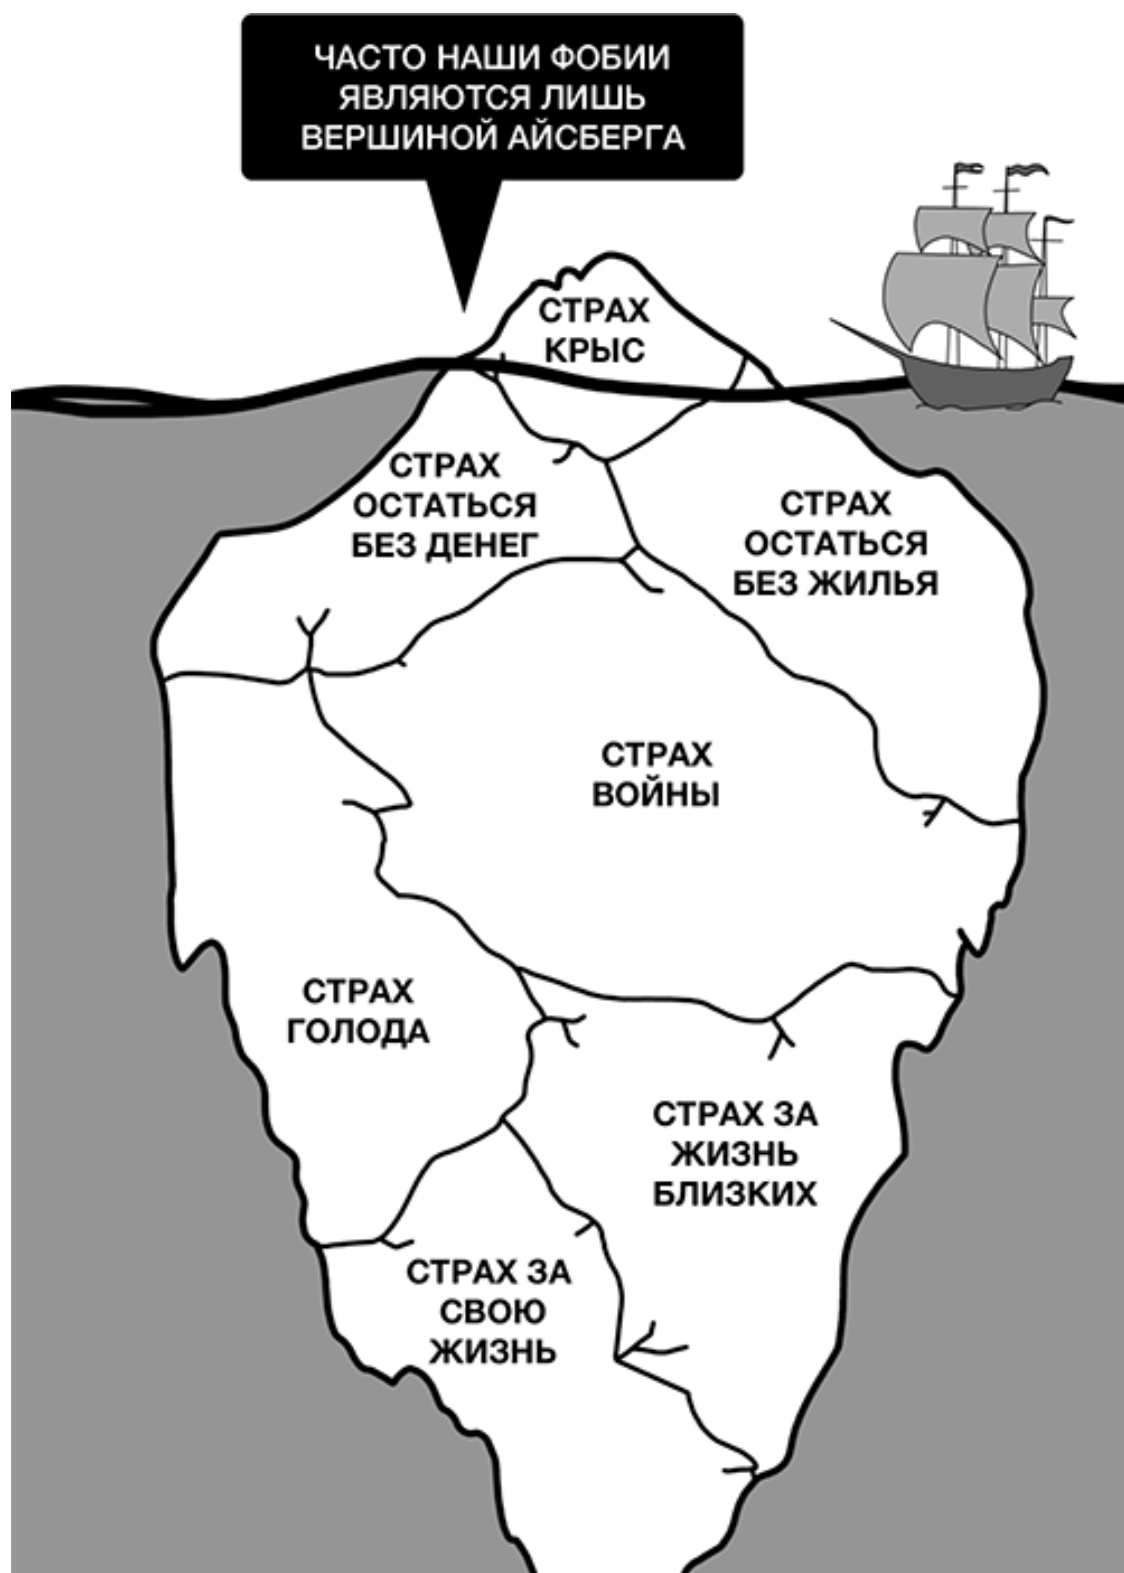 ЧАСТО НАШИ ФОБИИ
ЯВЛЯЮТСЯ ЛИШЬ
ВЕРШИНОЙ АЙСБЕРГА
СТРАХ
КРЫС
СТРАХ
ОСТАТЬСЯ
БЕЗ ДЕНЕГ
СТРАХ
ОСТАТЬСЯ
БЕЗ ЖИЛЬЯ
СТРАХ
ВОЙНЫ
СТРАХ
ГОЛОДА
СТРАХ ЗА
ЖИЗНЬ
БЛИЗКИХ
СТРАХ ЗА
СВОЮ
ЖИЗНЬ